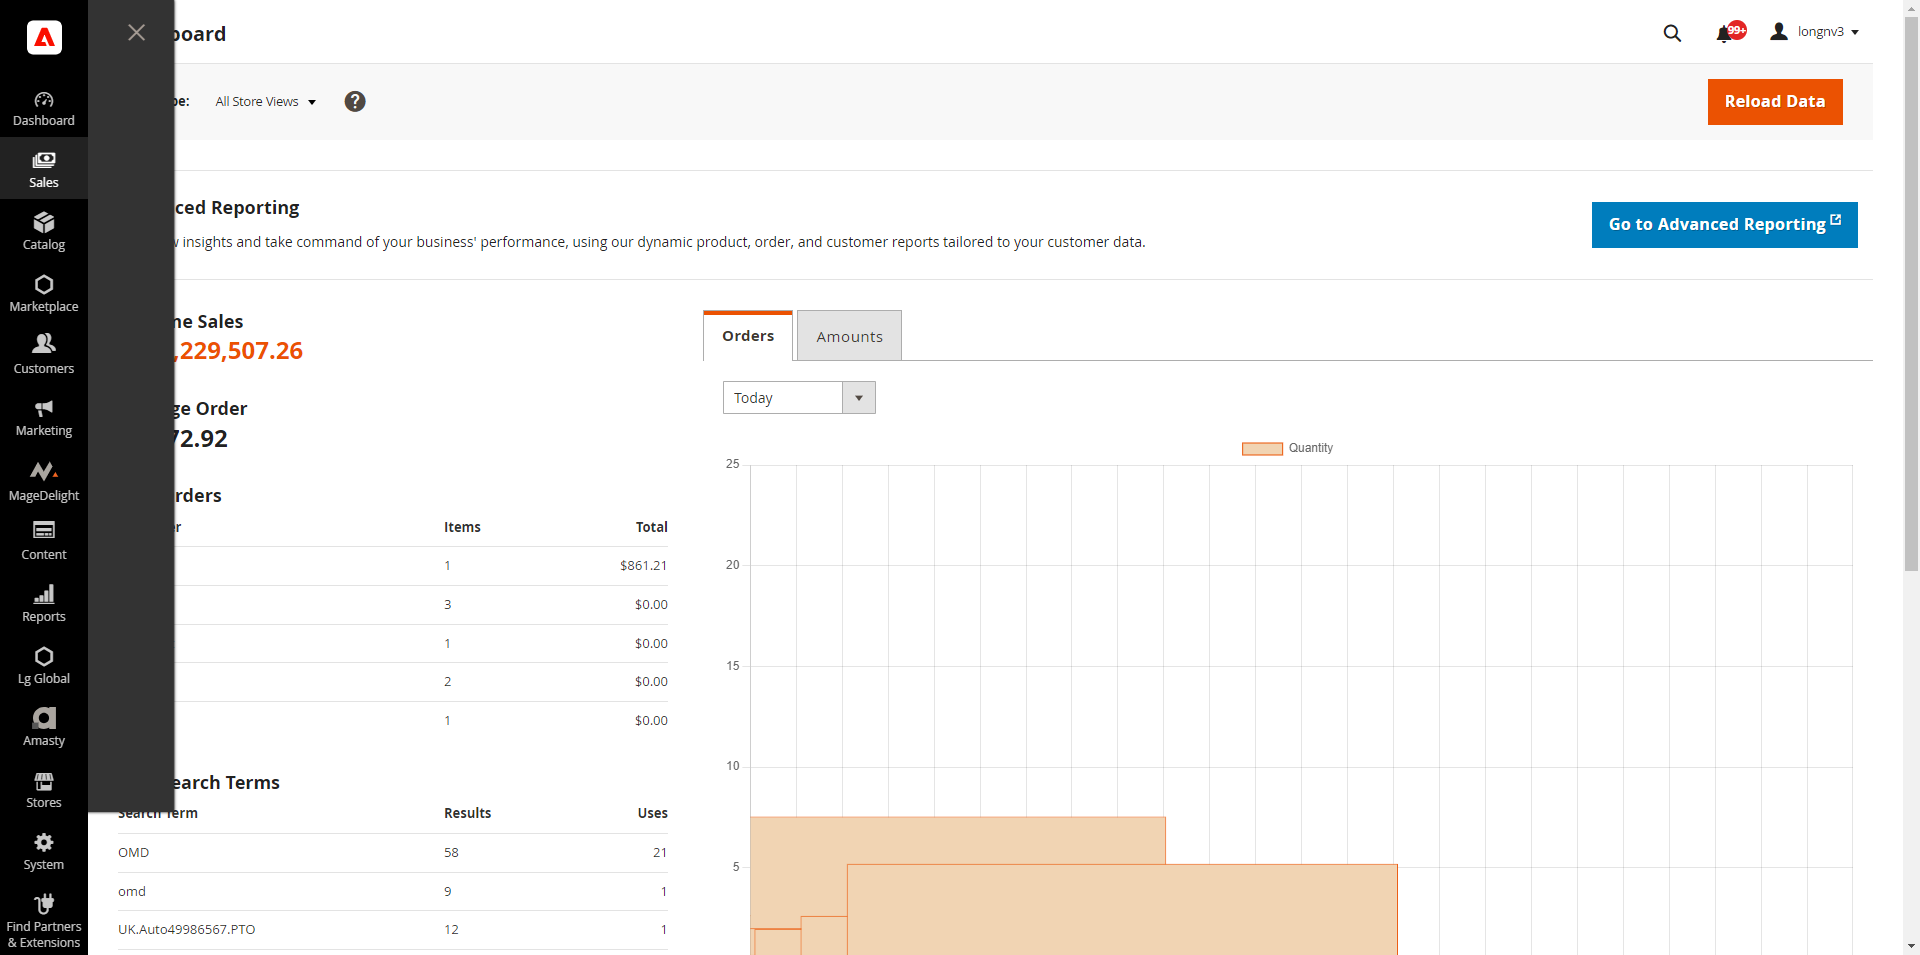 Dashboard
Sales
Catalog
Marketplace
Customers
Marketing
MageDelight
Content
Reports
Lg Global
Amasty
Stores
System
Find Partners
& Extensions
board
99+
longnv3
pe:
All Store Views
?
Reload Data
ced Reporting
insights and take command of your business' performance, using our dynamic product, order, and customer reports tailored to your customer data.
Go to Advanced Reporting
ne Sales
,229,507.26
ge Order
72.92
rders
r Items Total
1 $861.21
3 $0.00
1 $0.00
2 $0.00
1 $0.00
earch Terms
Search Term Results Uses
OMD 58 21
omd 9 1
UK.Auto49986567.PTO 12 1
Orders
Amounts
Today
Quantity
25
20
15
10
5